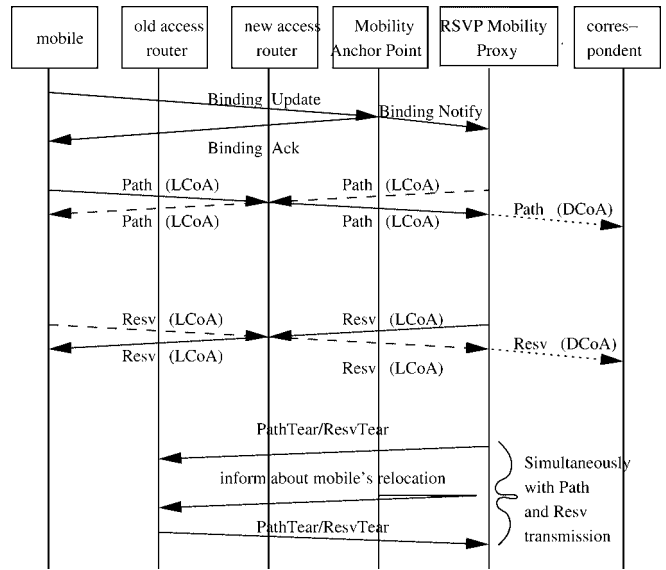 mobile
old access
router
new access
router
Mobility
Anchor Point
RSVP Mobility
Proxy
corres-
pondent
Binding Update
Binding Notify
Binding Ack
Path (LCoA)
Path (LCoA)
Path (LCoA)
Path (LCoA)
Path (DCoA)
Resv (LCoA)
Resv (LCoA)
Resv (LCoA)
Resv (LCoA)
Resv (DCoA)
PathTear/ResvTear
inform about mobile's relocation
PathTear/ResvTear
Simultaneously
with Path
and Resv
transmission